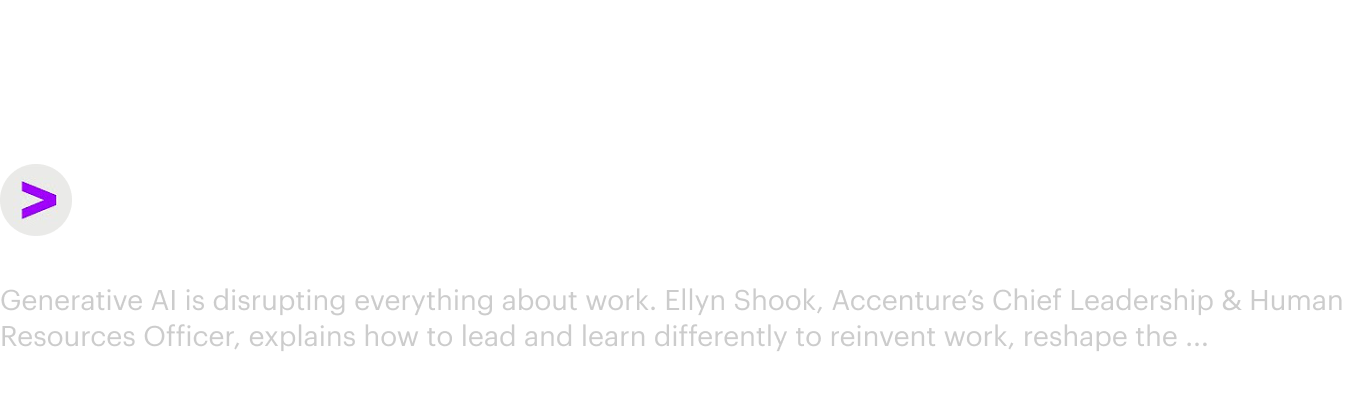 Generative AI is disrupting everything about work. Ellyn Shook, Accenture’s Chief Leadership & Human
Resources Officer, explains how to lead and learn differently to reinvent work, reshape the ...